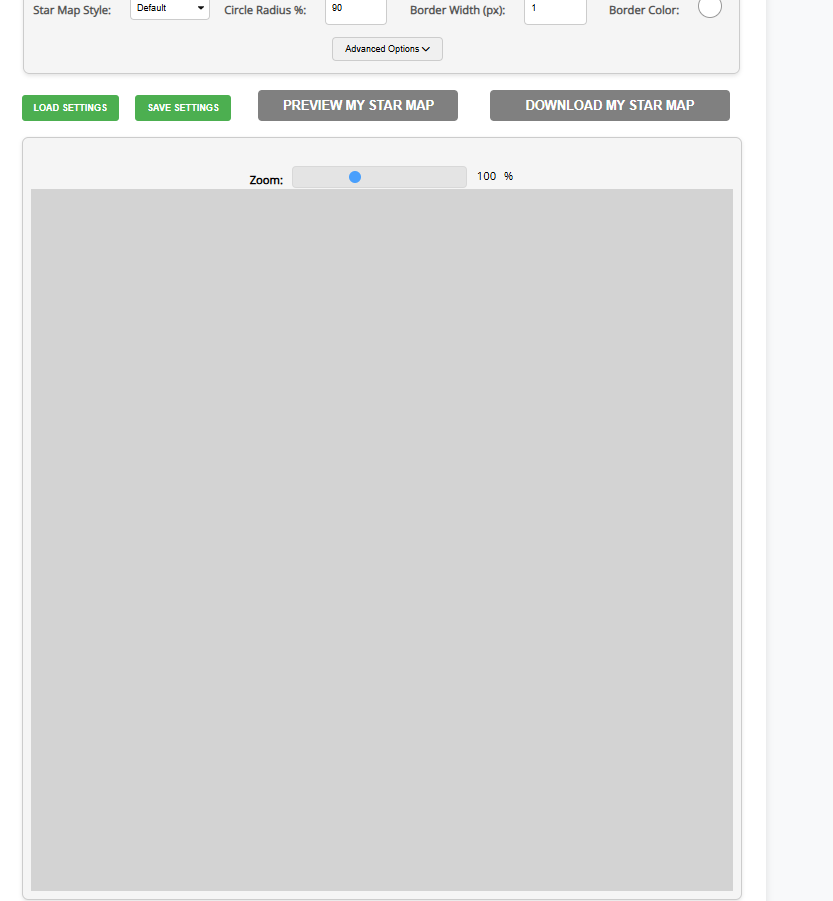 Star Map Style: Default Circle Radius %: 90 Border Width (px): 1 Border Color:
Advanced Options
LOAD SETTINGS SAVE SETTINGS PREVIEW MY STAR MAP DOWNLOAD MY STAR MAP
Zoom: 100 %